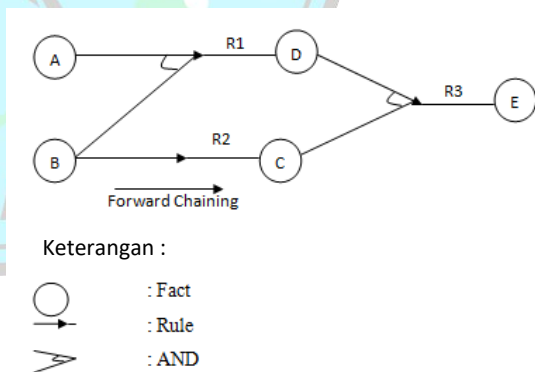 A R1 D
R3 E
B R2 C
Forward Chaining
Keterangan :
: Fact
: Rule
: AND